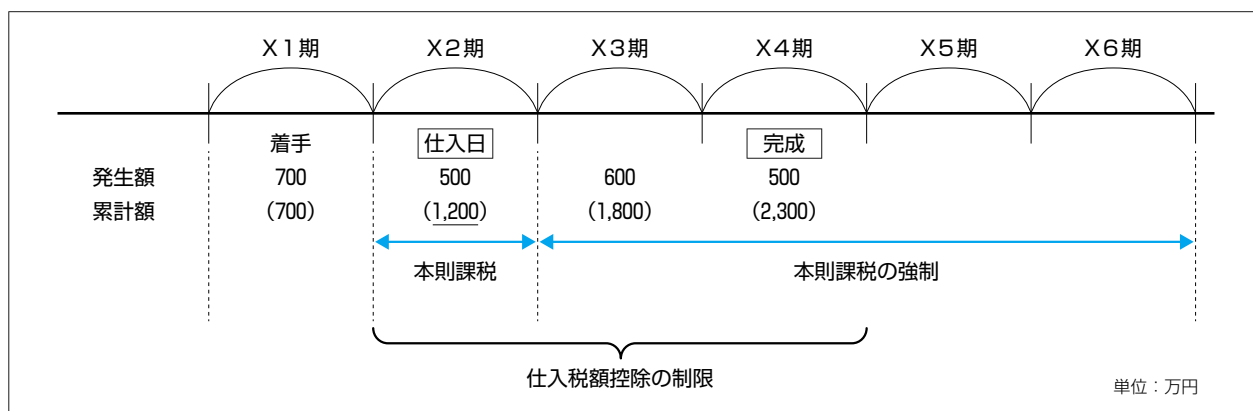 X1期 X2期 X3期 X4期 X5期 X6期
着手 仕入日 完成
発生額 700 500 600 500
累計額 (700) (1,200) (1,800) (2,300)
本則課税 本則課税の強制
仕入税額控除の制限
単位：万円